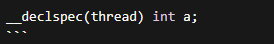 __declspec(thread) int a;
```